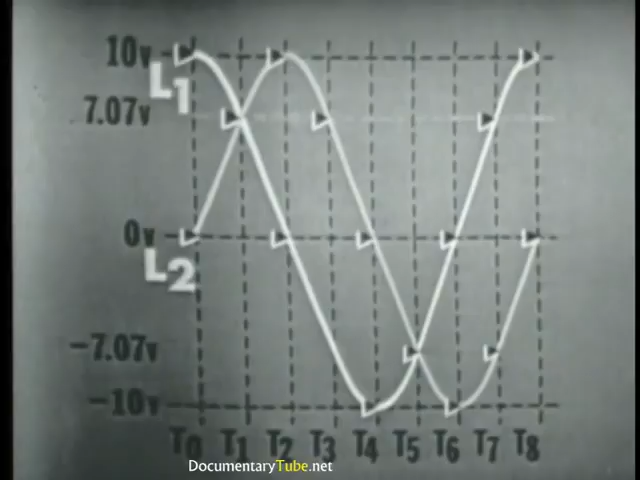 10v
L1
7.07v
0v
L2
-7.07v
-10v
T0 T1 T2 T3 T4 T5 T6 T7 T8
DocumentaryTube.net